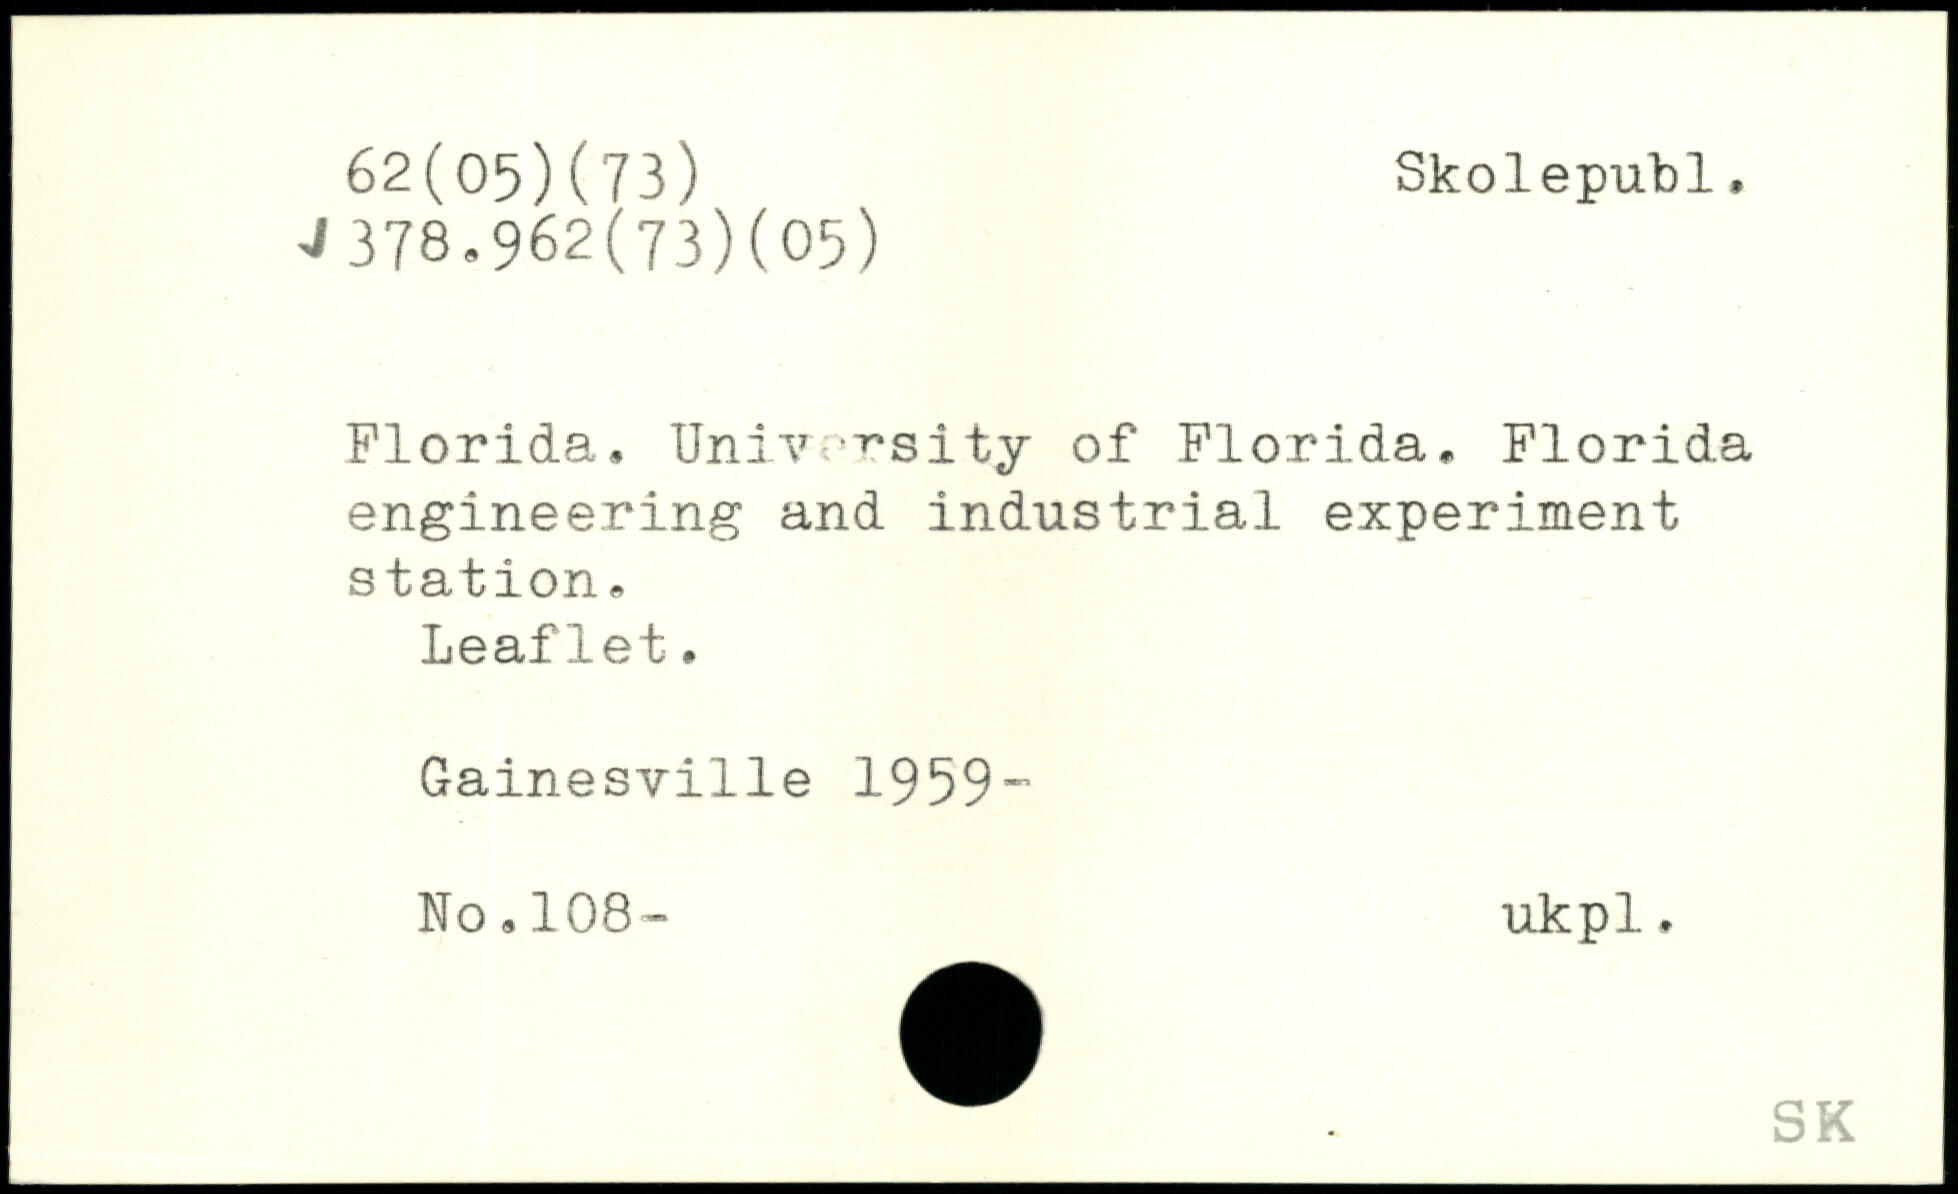 62(05)(73) Skolepubl.
✓378.962(73)(05)
Florida. University of Florida. Florida
engineering and industrial experiment
station.
Leaflet.
Gainesville 1959-
No.108- ukpl.
SK